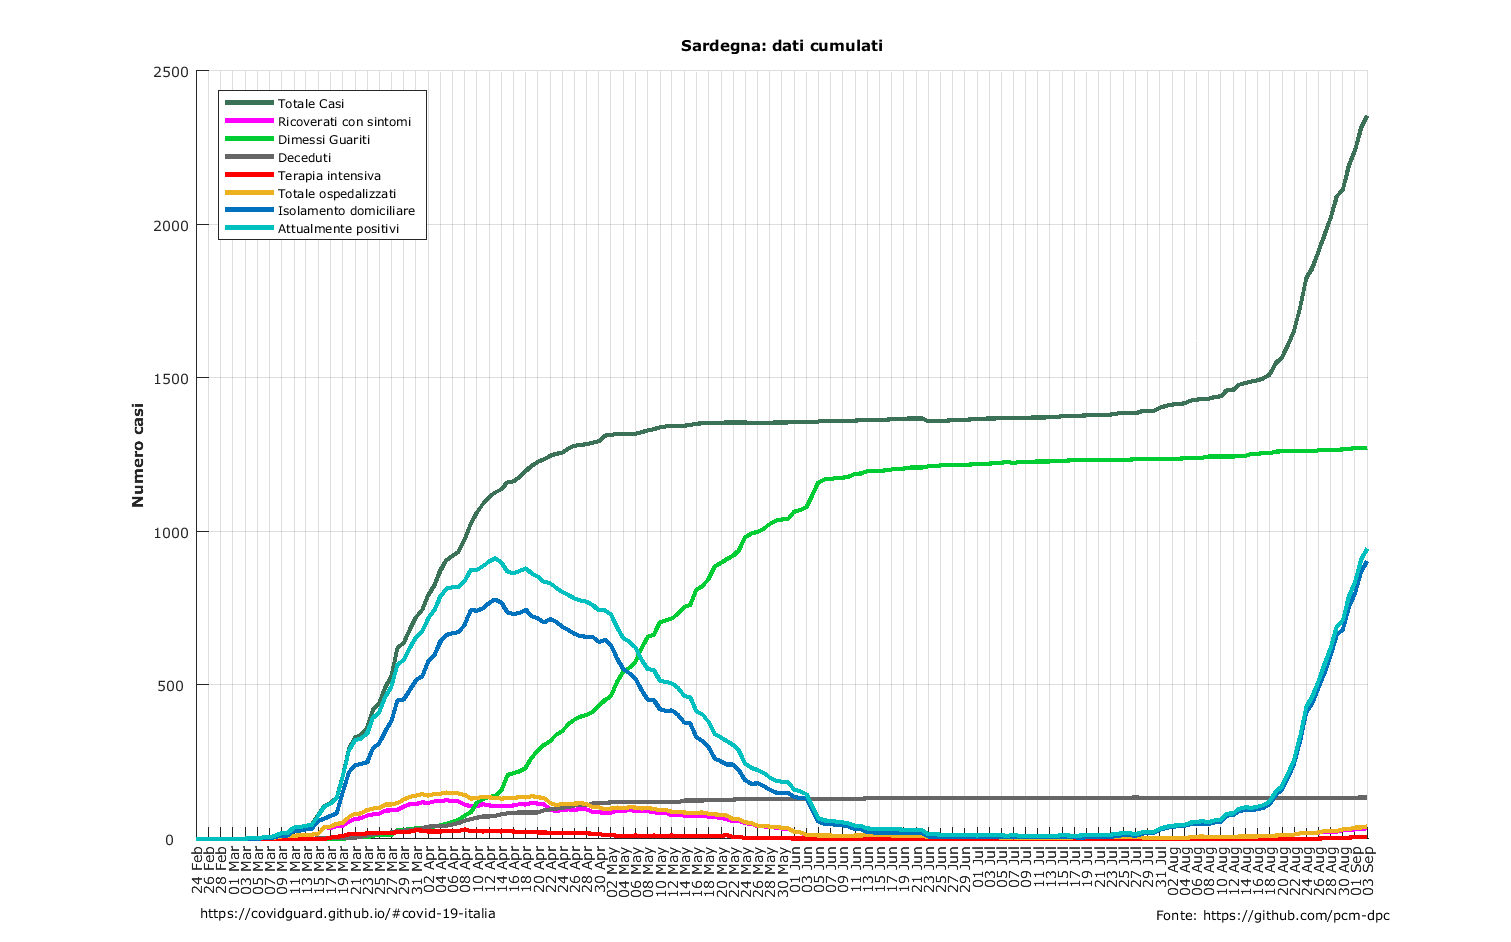 Sardegna: dati cumulati
Numero casi
2500
2000
1500
1000
500
0
Totale Casi
Ricoverati con sintomi
Dimessi Guariti
Deceduti
Terapia intensiva
Totale ospedalizzati
Isolamento domiciliare
Attualmente positivi
24 Feb
26 Feb
28 Feb
01 Mar
03 Mar
05 Mar
07 Mar
09 Mar
11 Mar
13 Mar
15 Mar
17 Mar
19 Mar
21 Mar
23 Mar
25 Mar
27 Mar
29 Mar
31 Mar
02 Apr
04 Apr
06 Apr
08 Apr
10 Apr
12 Apr
14 Apr
16 Apr
18 Apr
20 Apr
22 Apr
24 Apr
26 Apr
28 Apr
30 Apr
02 May
04 May
06 May
08 May
10 May
12 May
14 May
16 May
18 May
20 May
22 May
24 May
26 May
28 May
30 May
01 Jun
03 Jun
05 Jun
07 Jun
09 Jun
11 Jun
13 Jun
15 Jun
17 Jun
19 Jun
21 Jun
23 Jun
25 Jun
27 Jun
29 Jun
01 Jul
03 Jul
05 Jul
07 Jul
09 Jul
11 Jul
13 Jul
15 Jul
17 Jul
19 Jul
21 Jul
23 Jul
25 Jul
27 Jul
29 Jul
31 Jul
02 Aug
04 Aug
06 Aug
08 Aug
10 Aug
12 Aug
14 Aug
16 Aug
18 Aug
20 Aug
22 Aug
24 Aug
26 Aug
28 Aug
30 Aug
01 Sep
03 Sep
https://covidguard.github.io/#covid-19-italia
Fonte: https://github.com/pcm-dpc